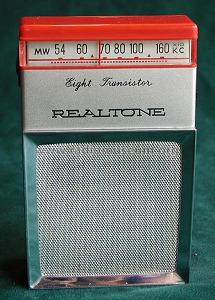 MW 54 60 70 80 100 160 KC
Eight Transistor
REALTONE